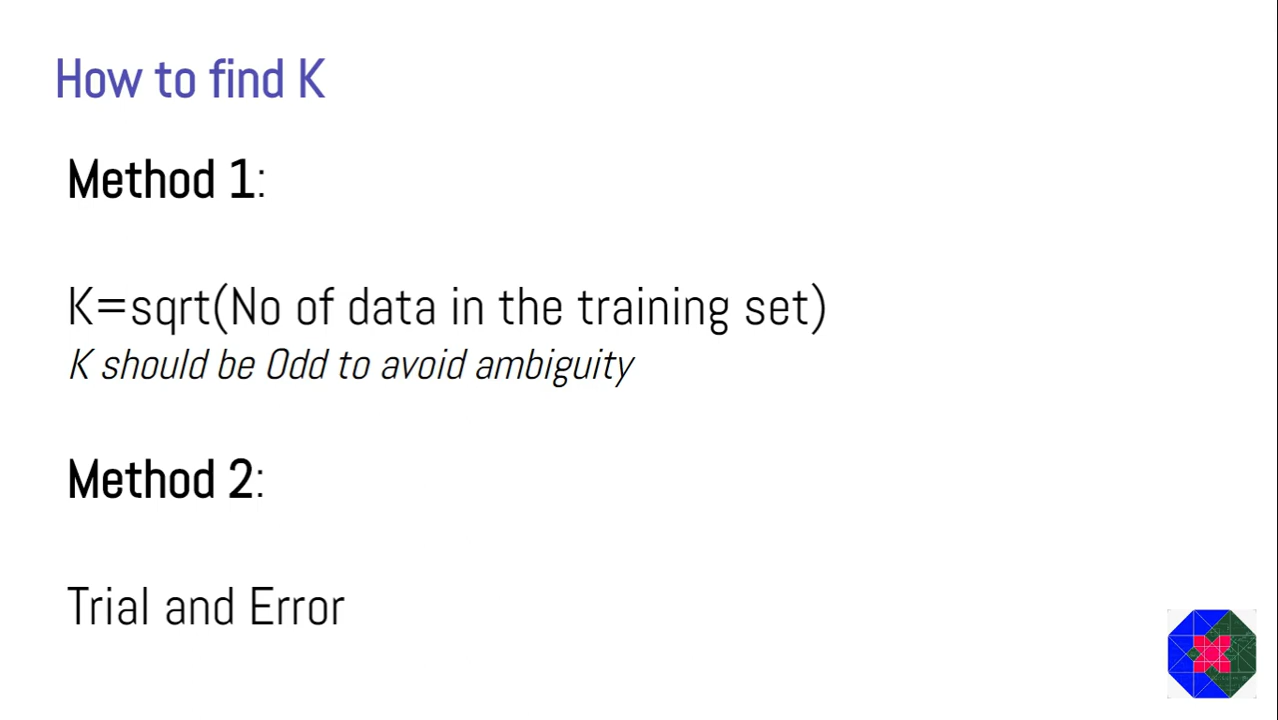 How to find K
Method 1:
K=sqrt(No of data in the training set)
K should be Odd to avoid ambiguity
Method 2:
Trial and Error